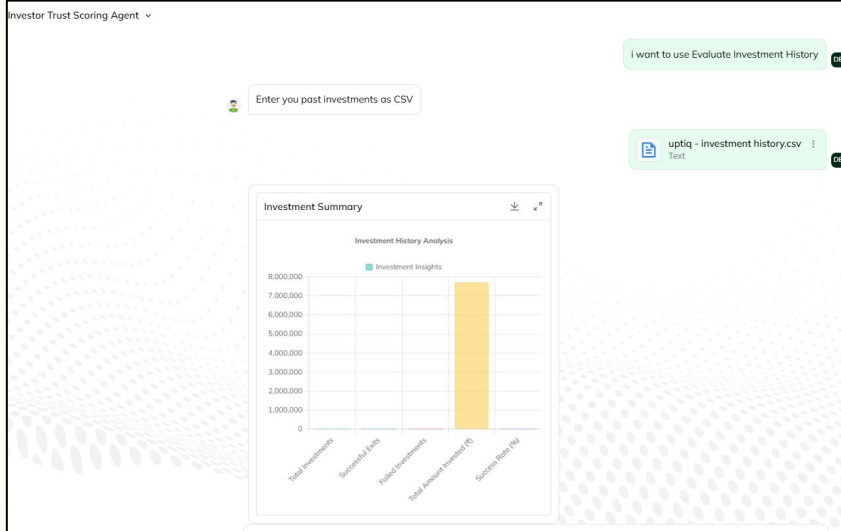 Investor Trust Scoring Agent
i want to use Evaluate Investment History
DE
Enter you past investments as CSV
uptiq - investment history.csv
Text
DE
Investment Summary
Investment History Analysis
Investment Insights
8,000,000
7,000,000
6,000,000
5,000,000
4,000,000
3,000,000
2,000,000
1,000,000
0
Total Investments
Successful Exits
Failed Investments
Total Amount Invested (₹)
Success Rate (%)